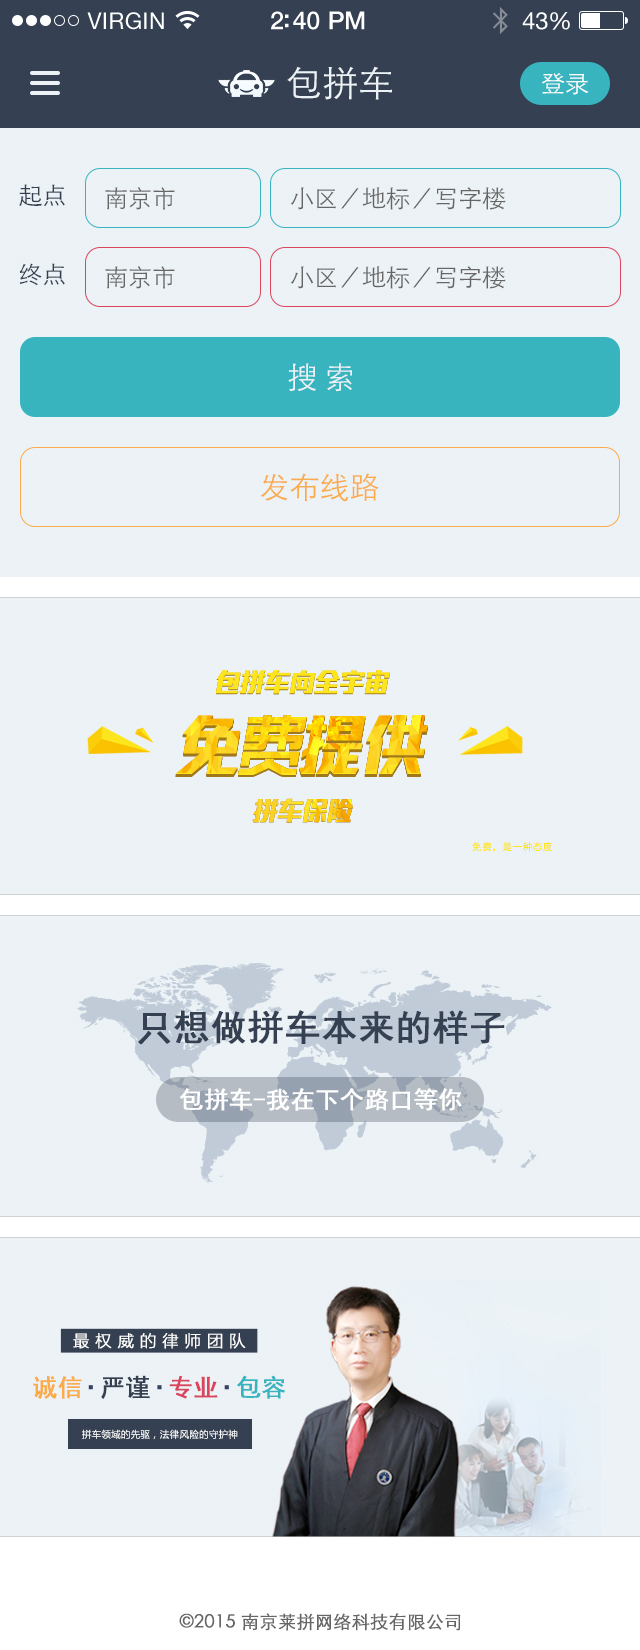 VIRGIN 2:40 PM 43%
包拼车 登录
起点 南京市 小区／地标／写字楼
终点 南京市 小区／地标／写字楼
搜 索
发布线路
包拼车向全宇宙
免费提供
拼车保险
免费，是一种态度
只想做拼车本来的样子
包拼车-我在下个路口等你
最权威的律师团队
诚信·严谨·专业·包容
拼车领域的先驱，法律风险的守护神
©2015 南京莱拼网络科技有限公司